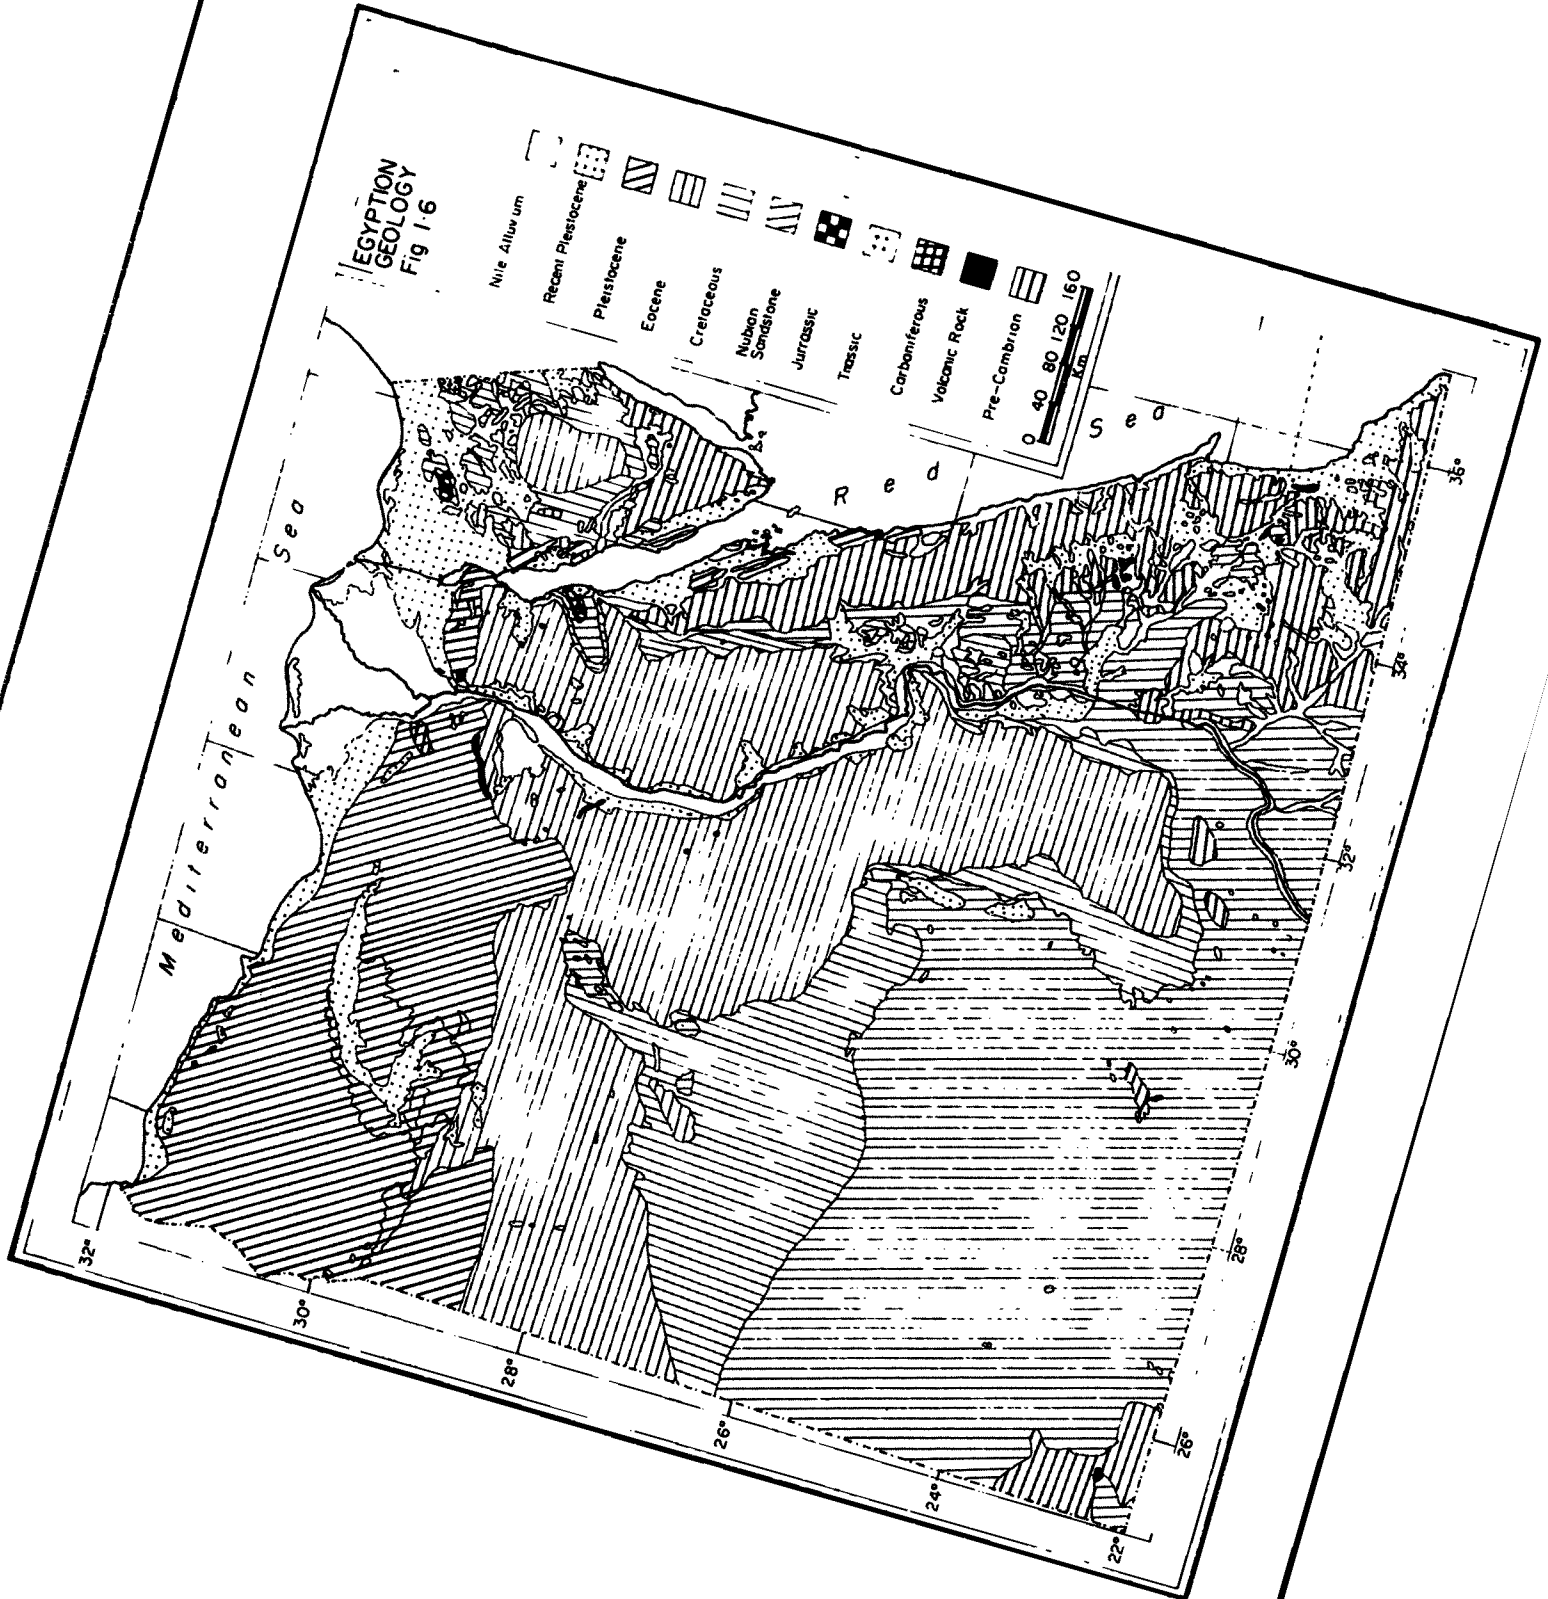 EGYPTION
GEOLOGY
Fig 1·6
Nile Alluvium
Recent Pleistocene
Pleistocene
Eocene
Cretaceous
Nubian
Sandstone
Jurrassic
Triassic
Carboniferous
Volcanic Rock
Pre-Cambrian
0 40 80 120 160
Km
Mediterranean Sea
Red Sea
32°
30°
28°
26°
24°
22°
26°
28°
30°
32°
34°
36°